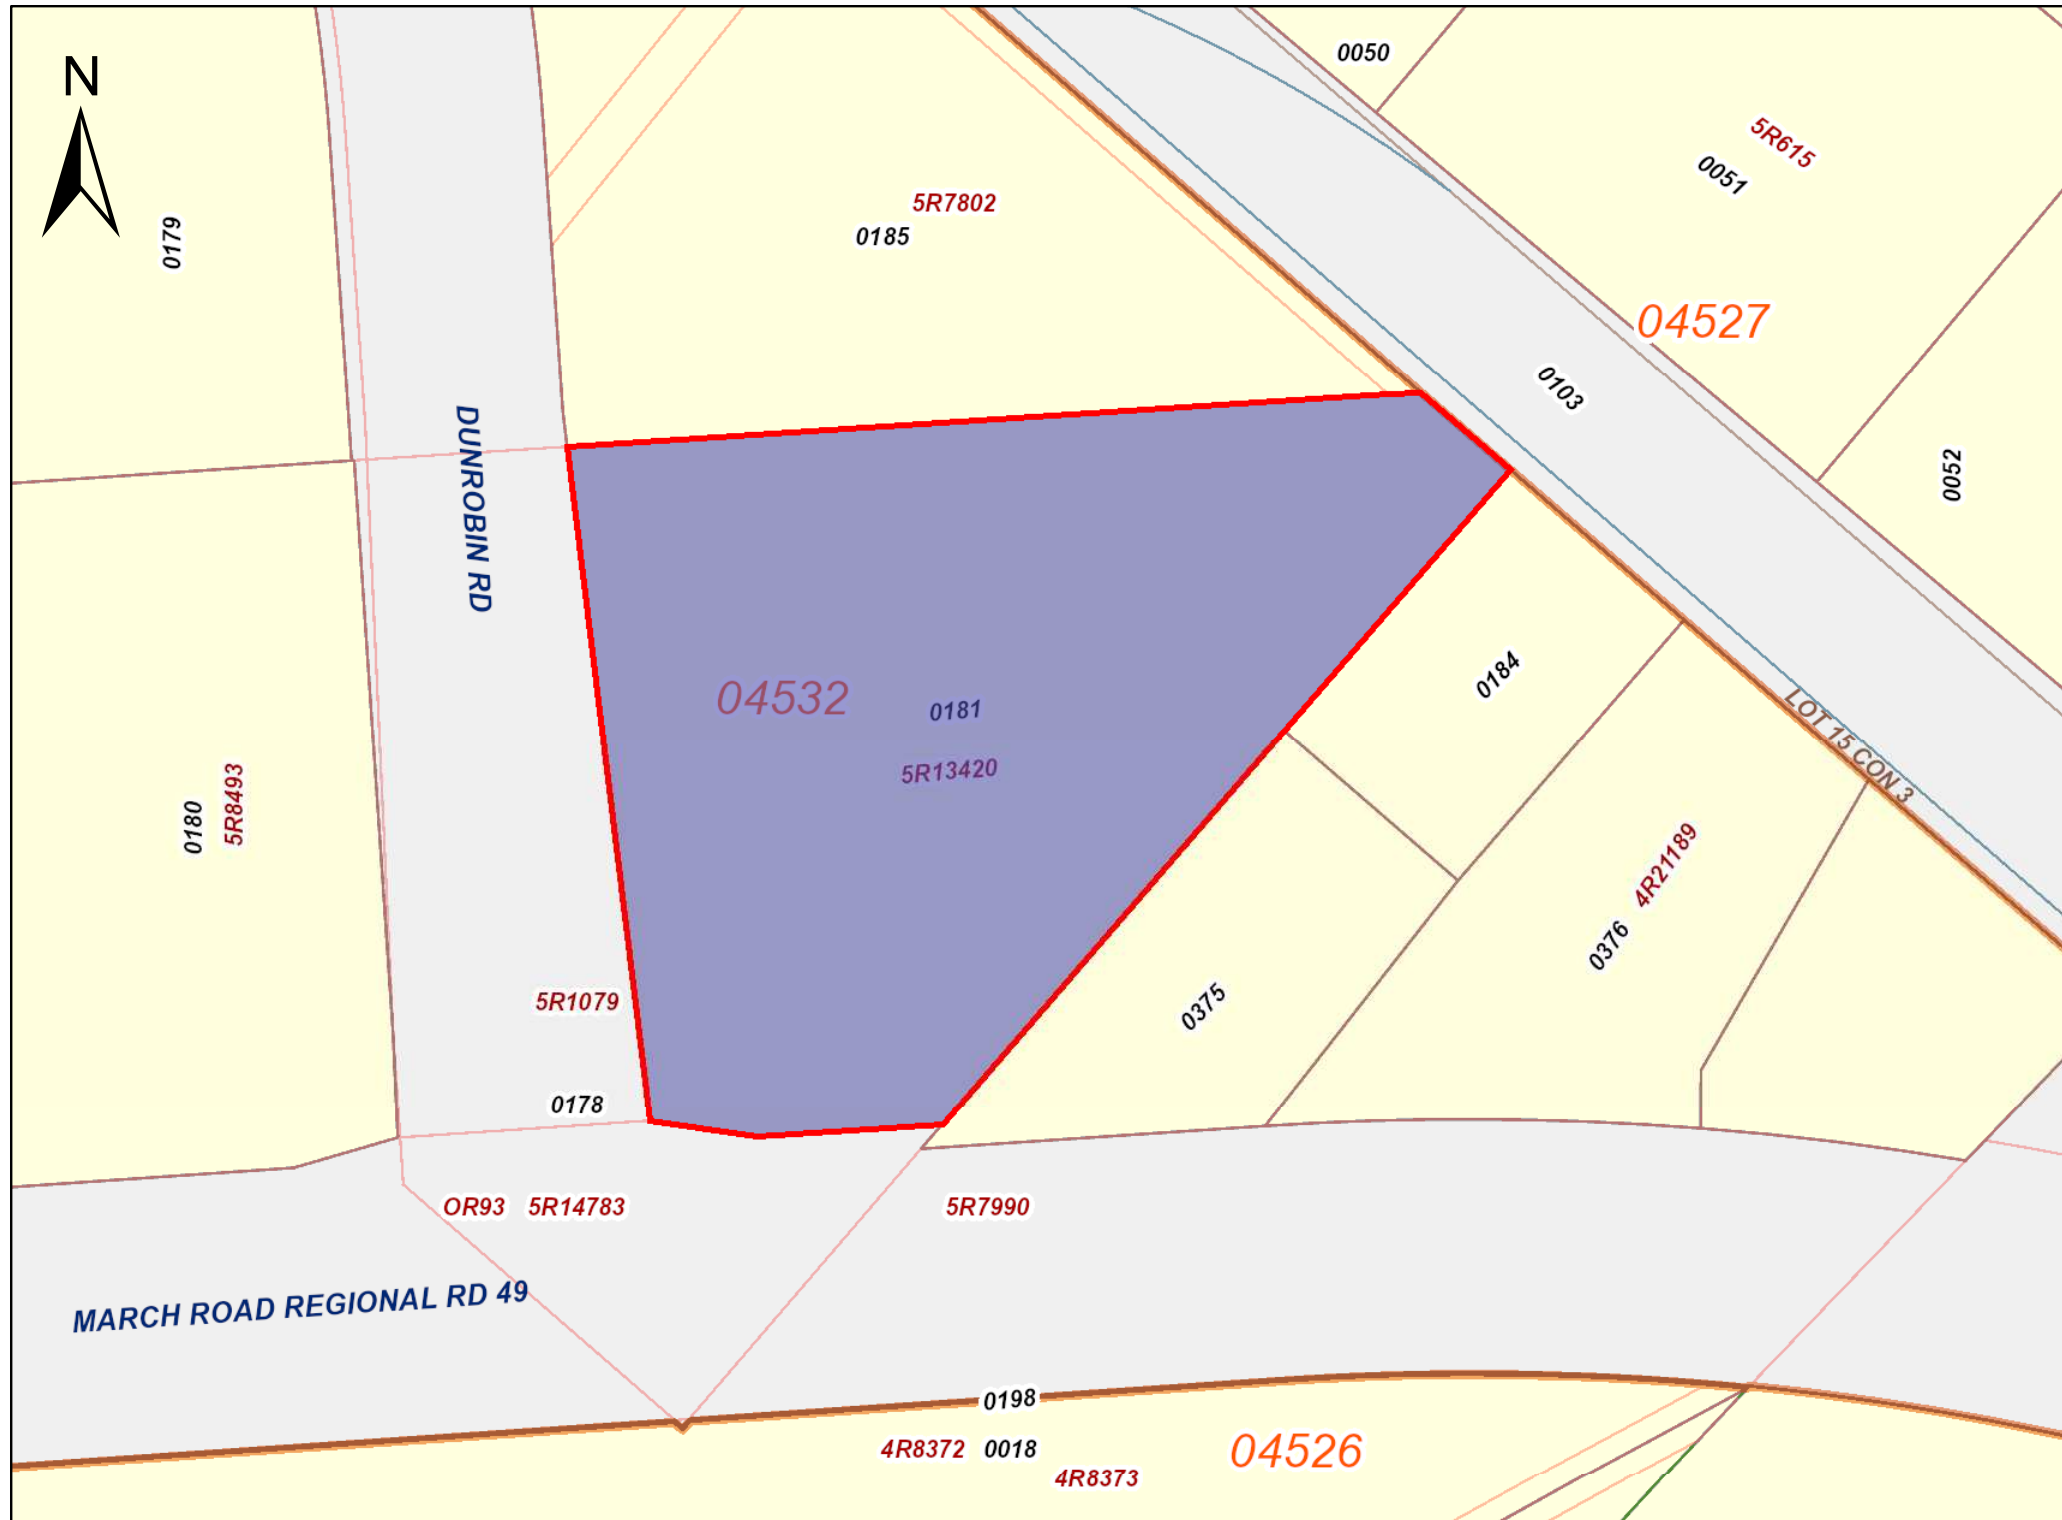 N
0050
5R615
0051
5R7802
0179
0185
04527
0103
DUNROBIN RD
0052
0184
04532
0181
LOT 15 CON 3
5R13420
0180
5R8493
4R21189
0376
5R1079
0375
0178
OR93 5R14783
5R7990
MARCH ROAD REGIONAL RD 49
0198
4R8372 0018
04526
4R8373